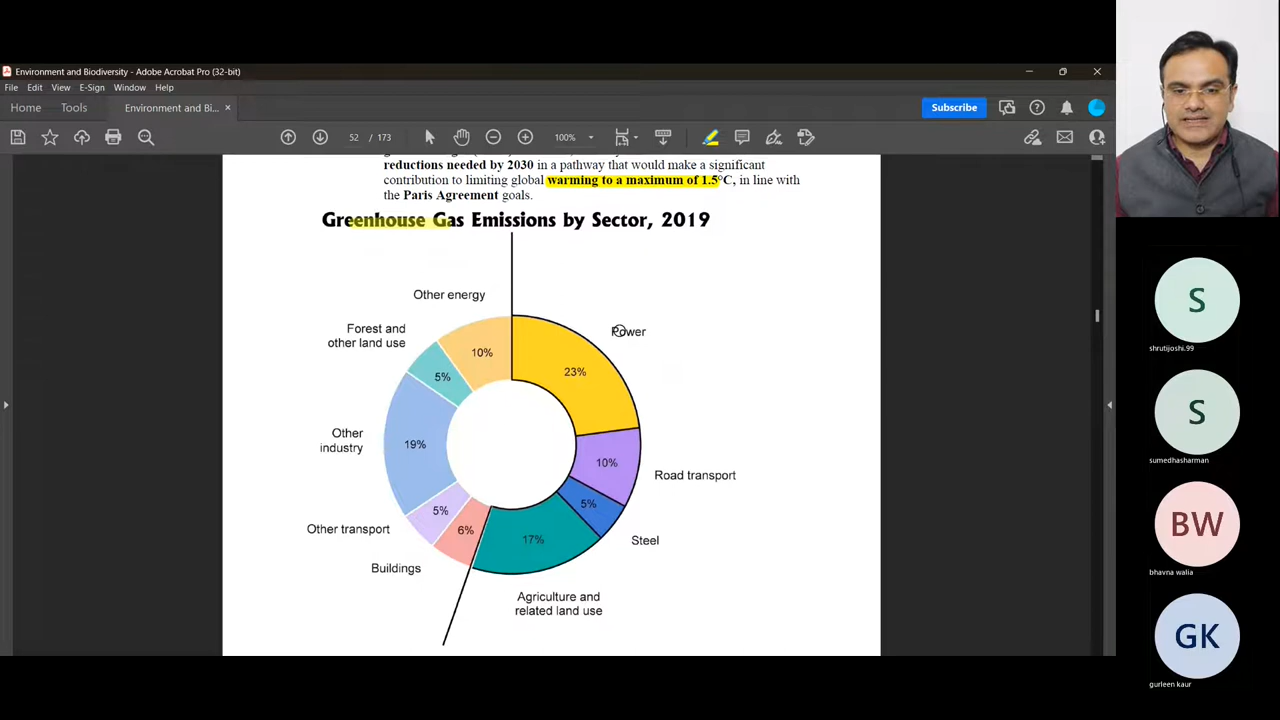 Environment and Biodiversity - Adobe Acrobat Pro (32-bit)
File Edit View E-Sign Window Help
Home Tools Environment and Bi... × Subscribe
52 / 173 100%
reductions needed by 2030 in a pathway that would make a significant
contribution to limiting global warming to a maximum of 1.5°C, in line with
the Paris Agreement goals.
Greenhouse Gas Emissions by Sector, 2019
Other energy
Forest and
other land use
Power
10%
23%
5%
Other
industry
19%
10%
Road transport
5%
5%
Other transport
6%
17%
Steel
Buildings
Agriculture and
related land use
S
shrutijoshi.99
S
sumedhasharman
BW
bhavna walia
GK
gurleen kaur